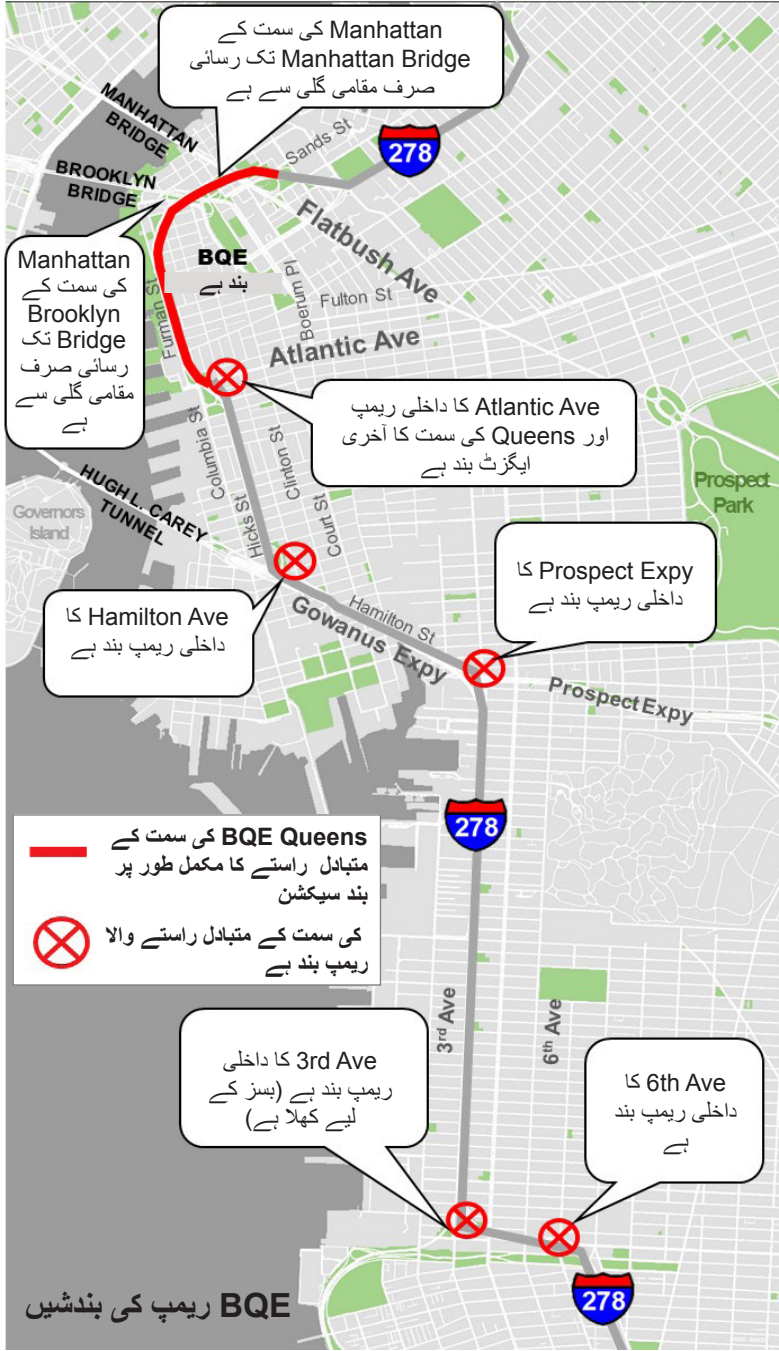 Manhattan کی سمت کے
Manhattan Bridge تک رسائی
صرف مقامی گلی سے ہے
MANHATTAN
BRIDGE
Sands St
278
BROOKLYN
BRIDGE
Flatbush Ave
BQE
بند ہے
Manhattan
کی سمت کے
Brooklyn
Bridge تک
رسائی صرف
مقامی گلی سے
ہے
Boerum Pl
Fulton St
Furman St
Atlantic Ave
Atlantic Ave کا داخلی ریمپ
اور Queens کی سمت کا آخری
ایگزٹ بند ہے
Columbia St
Clinton St
Court St
Hicks St
HUGH L. CAREY
TUNNEL
Governors
Island
Prospect
Park
Prospect Expy کا
داخلی ریمپ بند ہے
Hamilton Ave کا
داخلی ریمپ بند ہے
Hamilton St
Gowanus Expy
Prospect Expy
278
BQE Queens کی سمت کے
متبادل راستے کا مکمل طور پر
بند سیکشن
کی سمت کے متبادل راستے والا
ریمپ بند ہے
3rd Ave
6th Ave
3rd Ave کا داخلی
ریمپ بند ہے (بسز کے
لیے کھلا ہے)
6th Ave کا
داخلی ریمپ بند
ہے
278
BQE ریمپ کی بندشیں